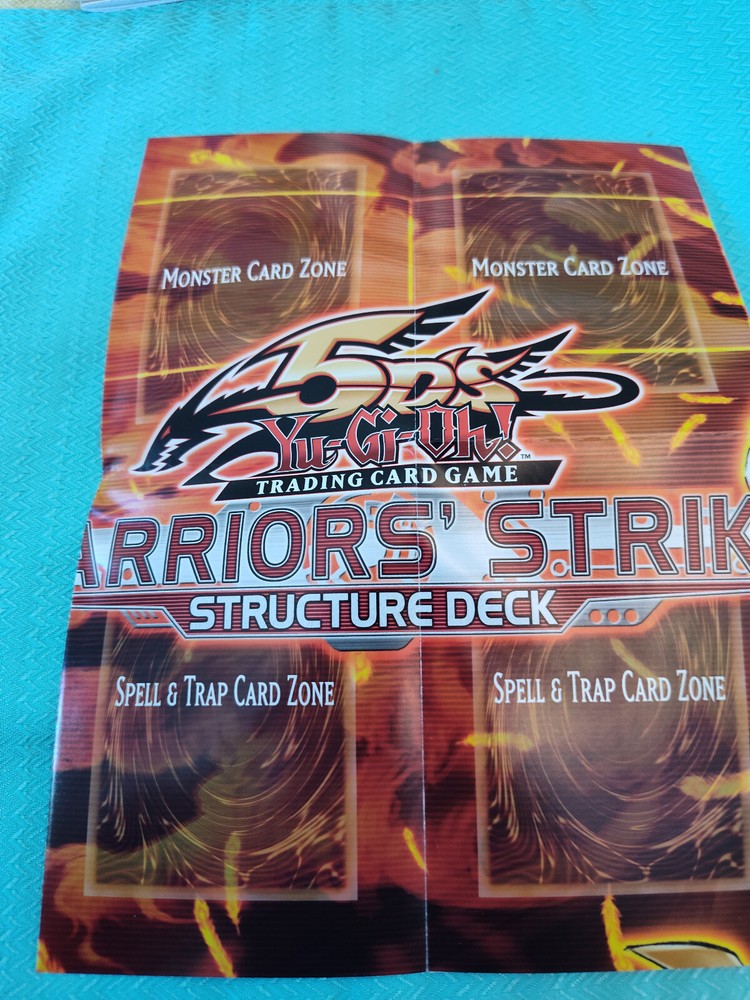 MONSTER CARD ZONE MONSTER CARD ZONE
5D's
Yu-Gi-Oh!™
TRADING CARD GAME
ARRIORS' STRIK
STRUCTURE DECK
SPELL & TRAP CARD ZONE SPELL & TRAP CARD ZONE